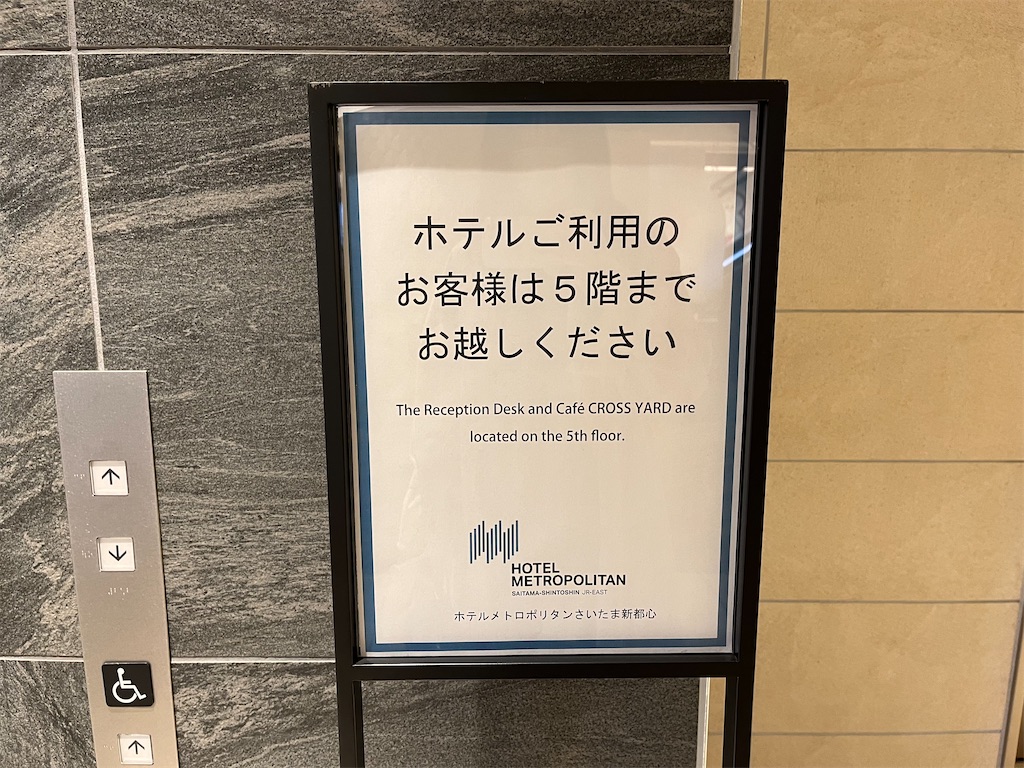 ホテルご利用の
お客様は５階まで
お越しください
The Reception Desk and Café CROSS YARD are
located on the 5th floor.
HOTEL
METROPOLITAN
SAITAMA-SHINTOSHIN JR-EAST
ホテルメトロポリタンさいたま新都心